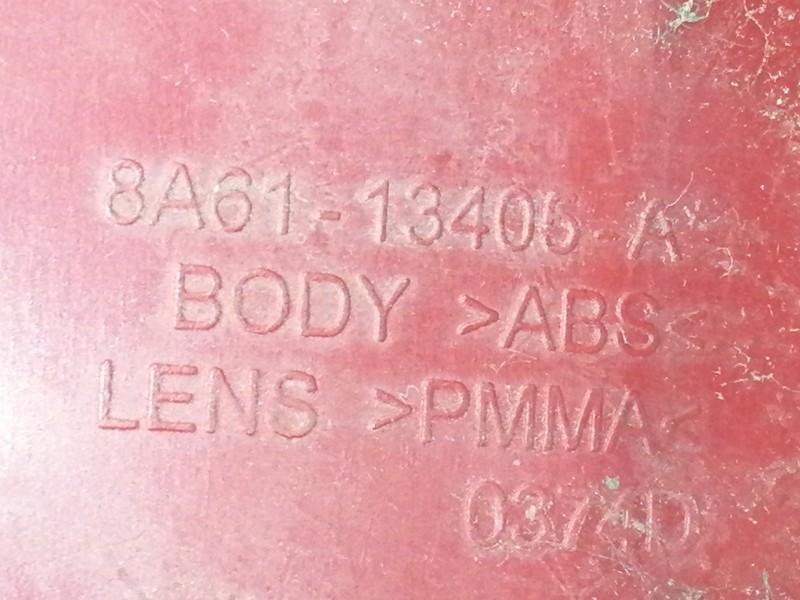 8A61-13405-A
BODY >ABS<
LENS >PMMA<